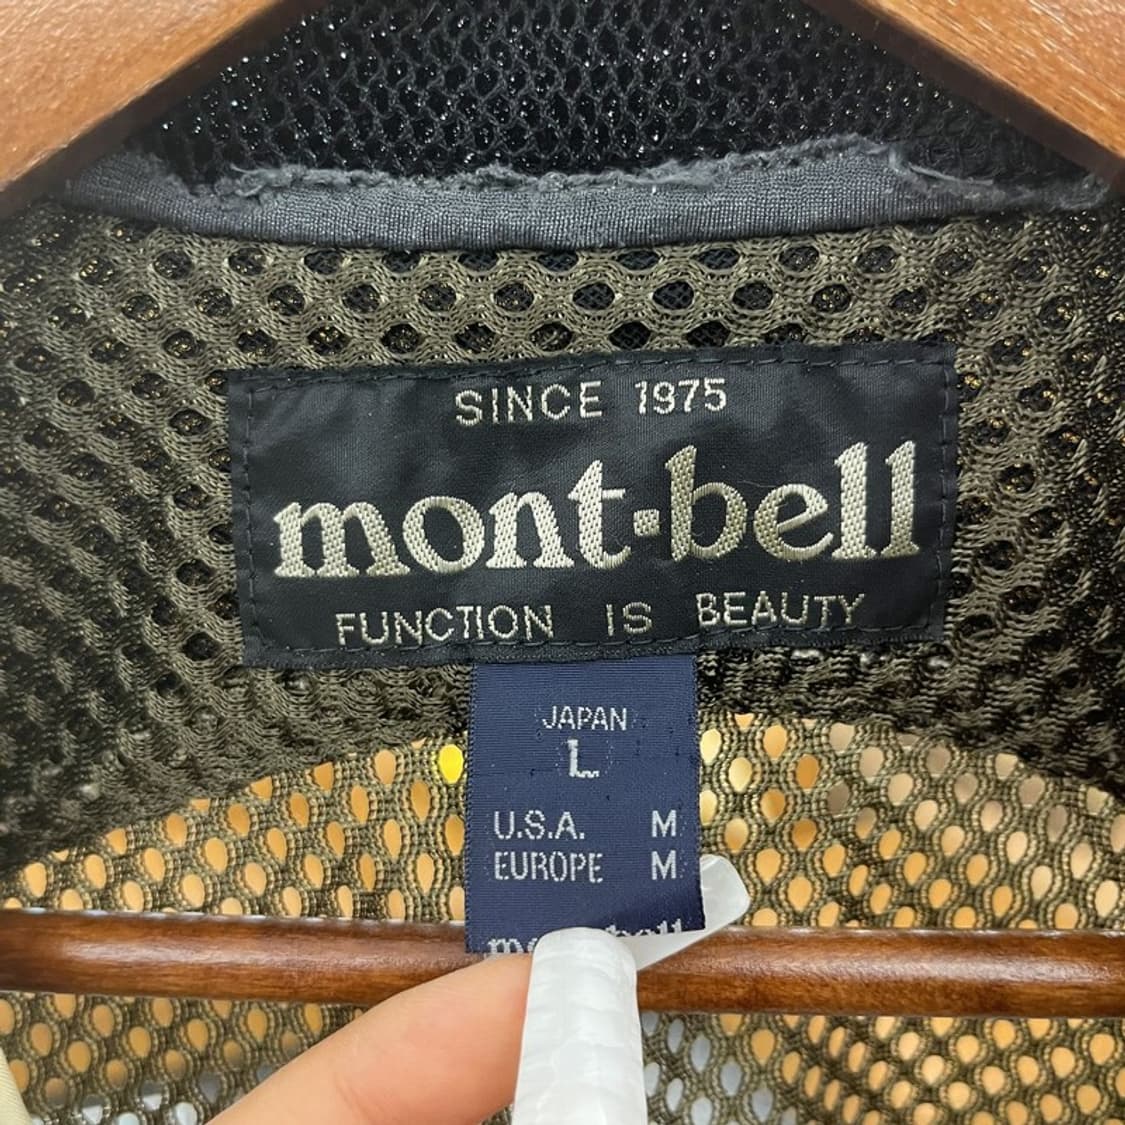 SINCE 1975
mont-bell
FUNCTION IS BEAUTY
JAPAN
L
U.S.A. M
EUROPE M